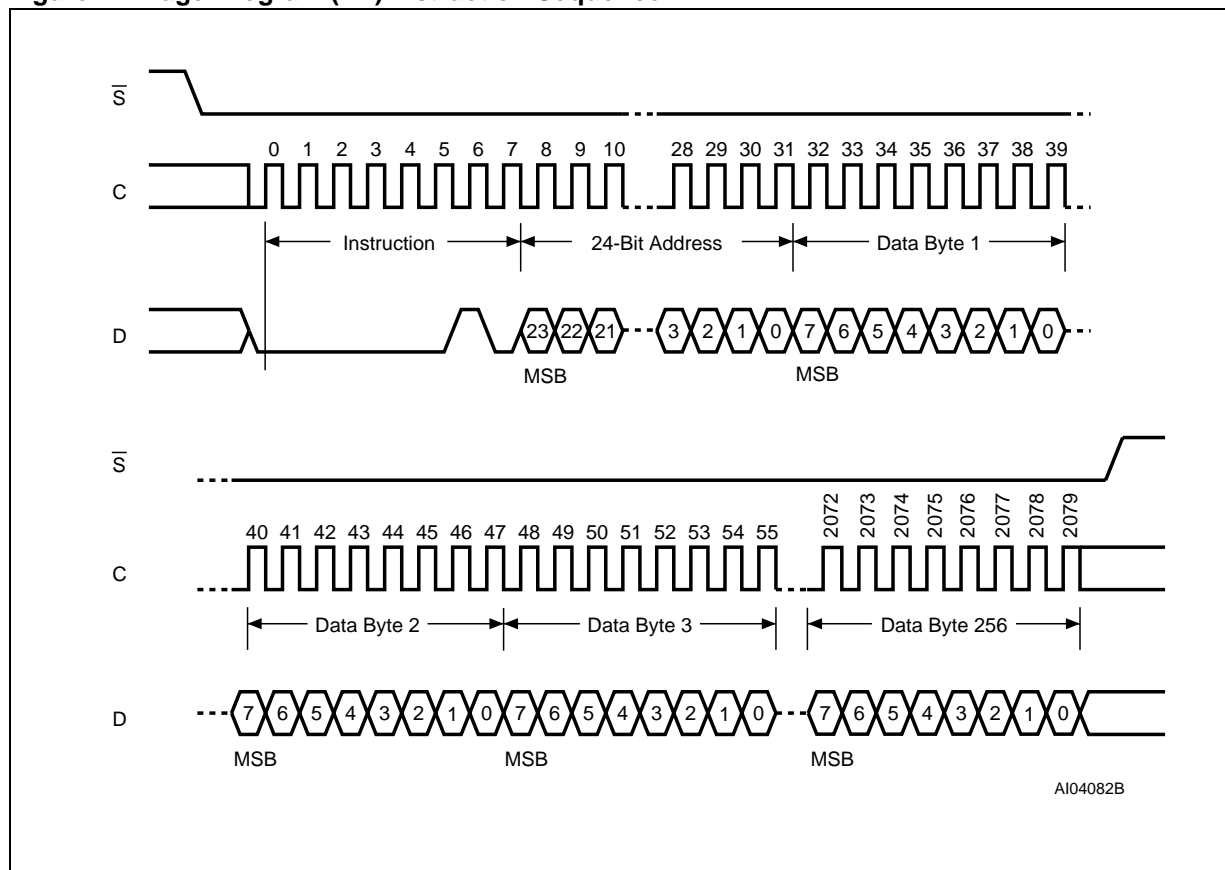 S
0 1 2 3 4 5 6 7 8 9 10 28 29 30 31 32 33 34 35 36 37 38 39
C
Instruction 24-Bit Address Data Byte 1
D 23 22 21 3 2 1 0 7 6 5 4 3 2 1 0
MSB MSB
S
40 41 42 43 44 45 46 47 48 49 50 51 52 53 54 55 2072 2073 2074 2075 2076 2077 2078 2079
C
Data Byte 2 Data Byte 3 Data Byte 256
D 7 6 5 4 3 2 1 0 7 6 5 4 3 2 1 0 7 6 5 4 3 2 1 0
MSB MSB MSB
AI04082B